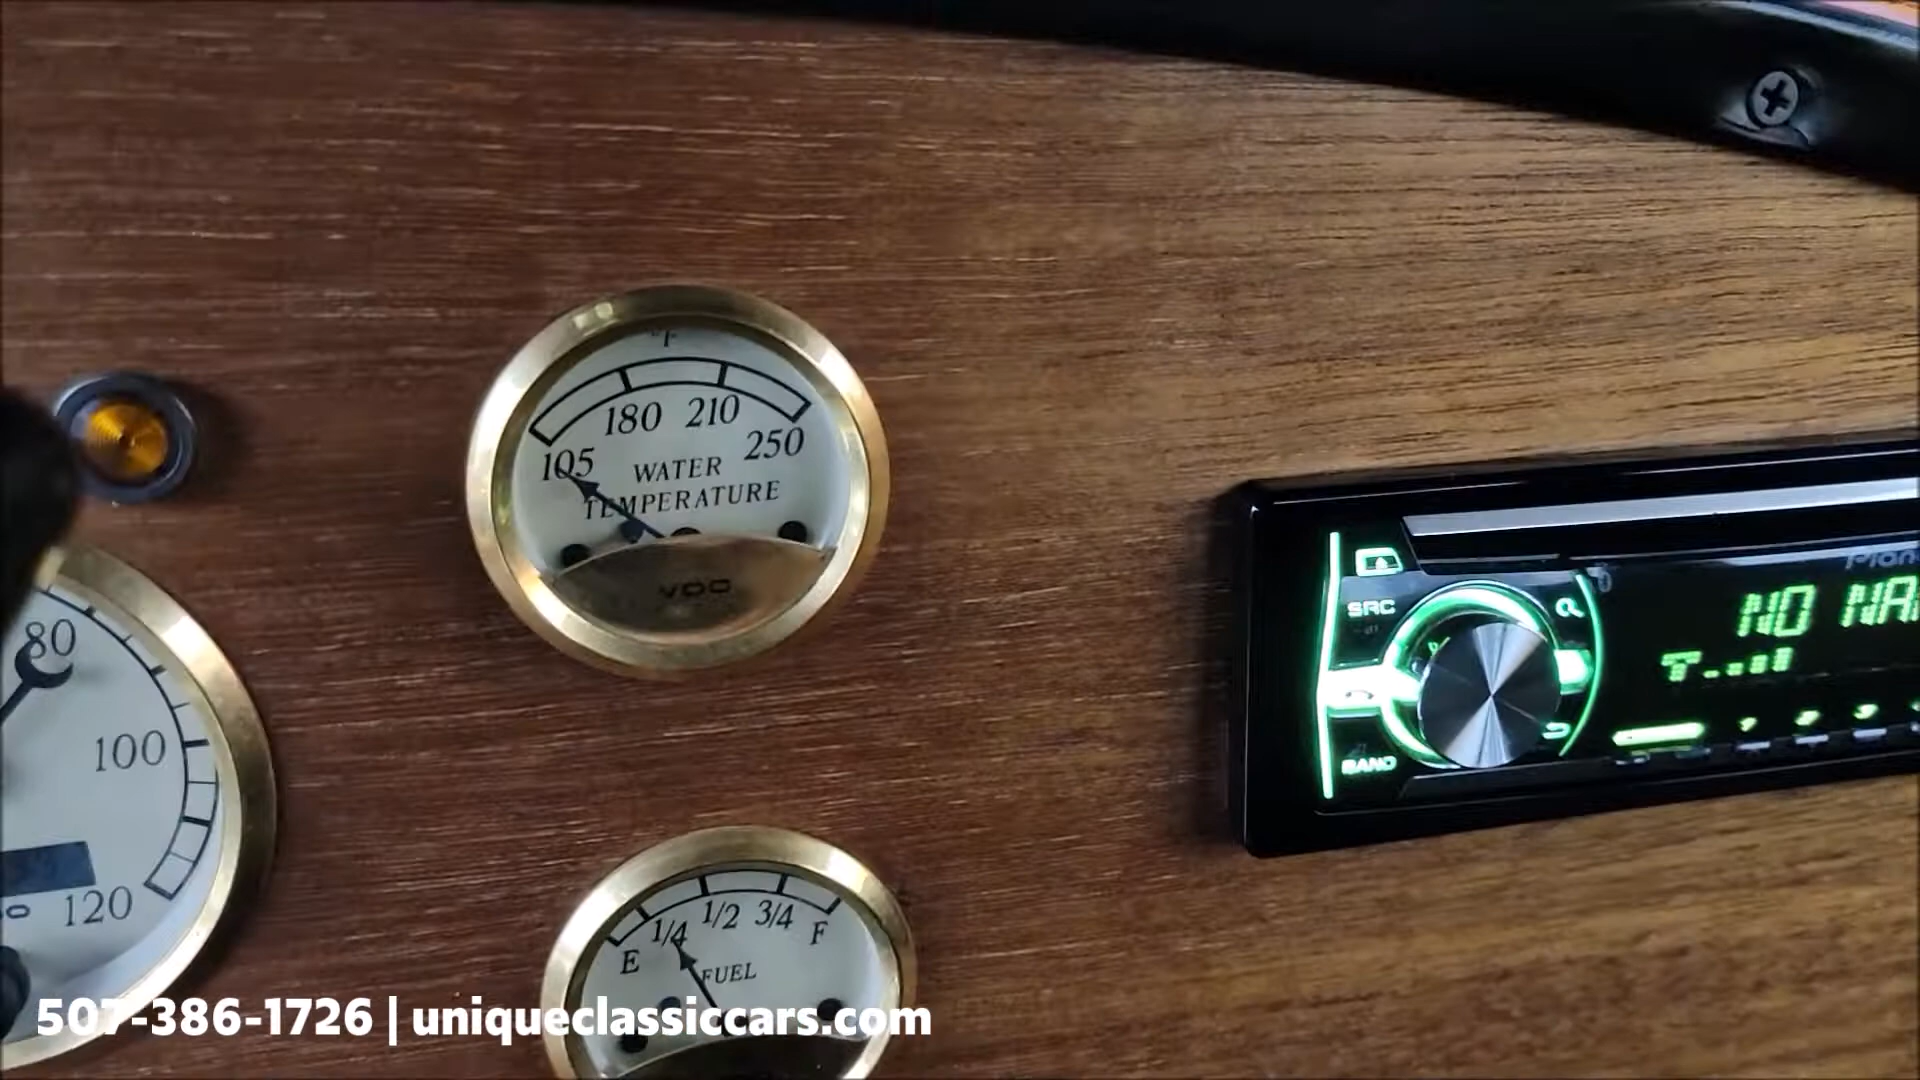 °F
180 210
105 250
WATER
TEMPERATURE
VDO
80
100
120
1/4 1/2 3/4
E F
FUEL
SRC
BAND
NO
507-386-1726 | uniqueclassiccars.com